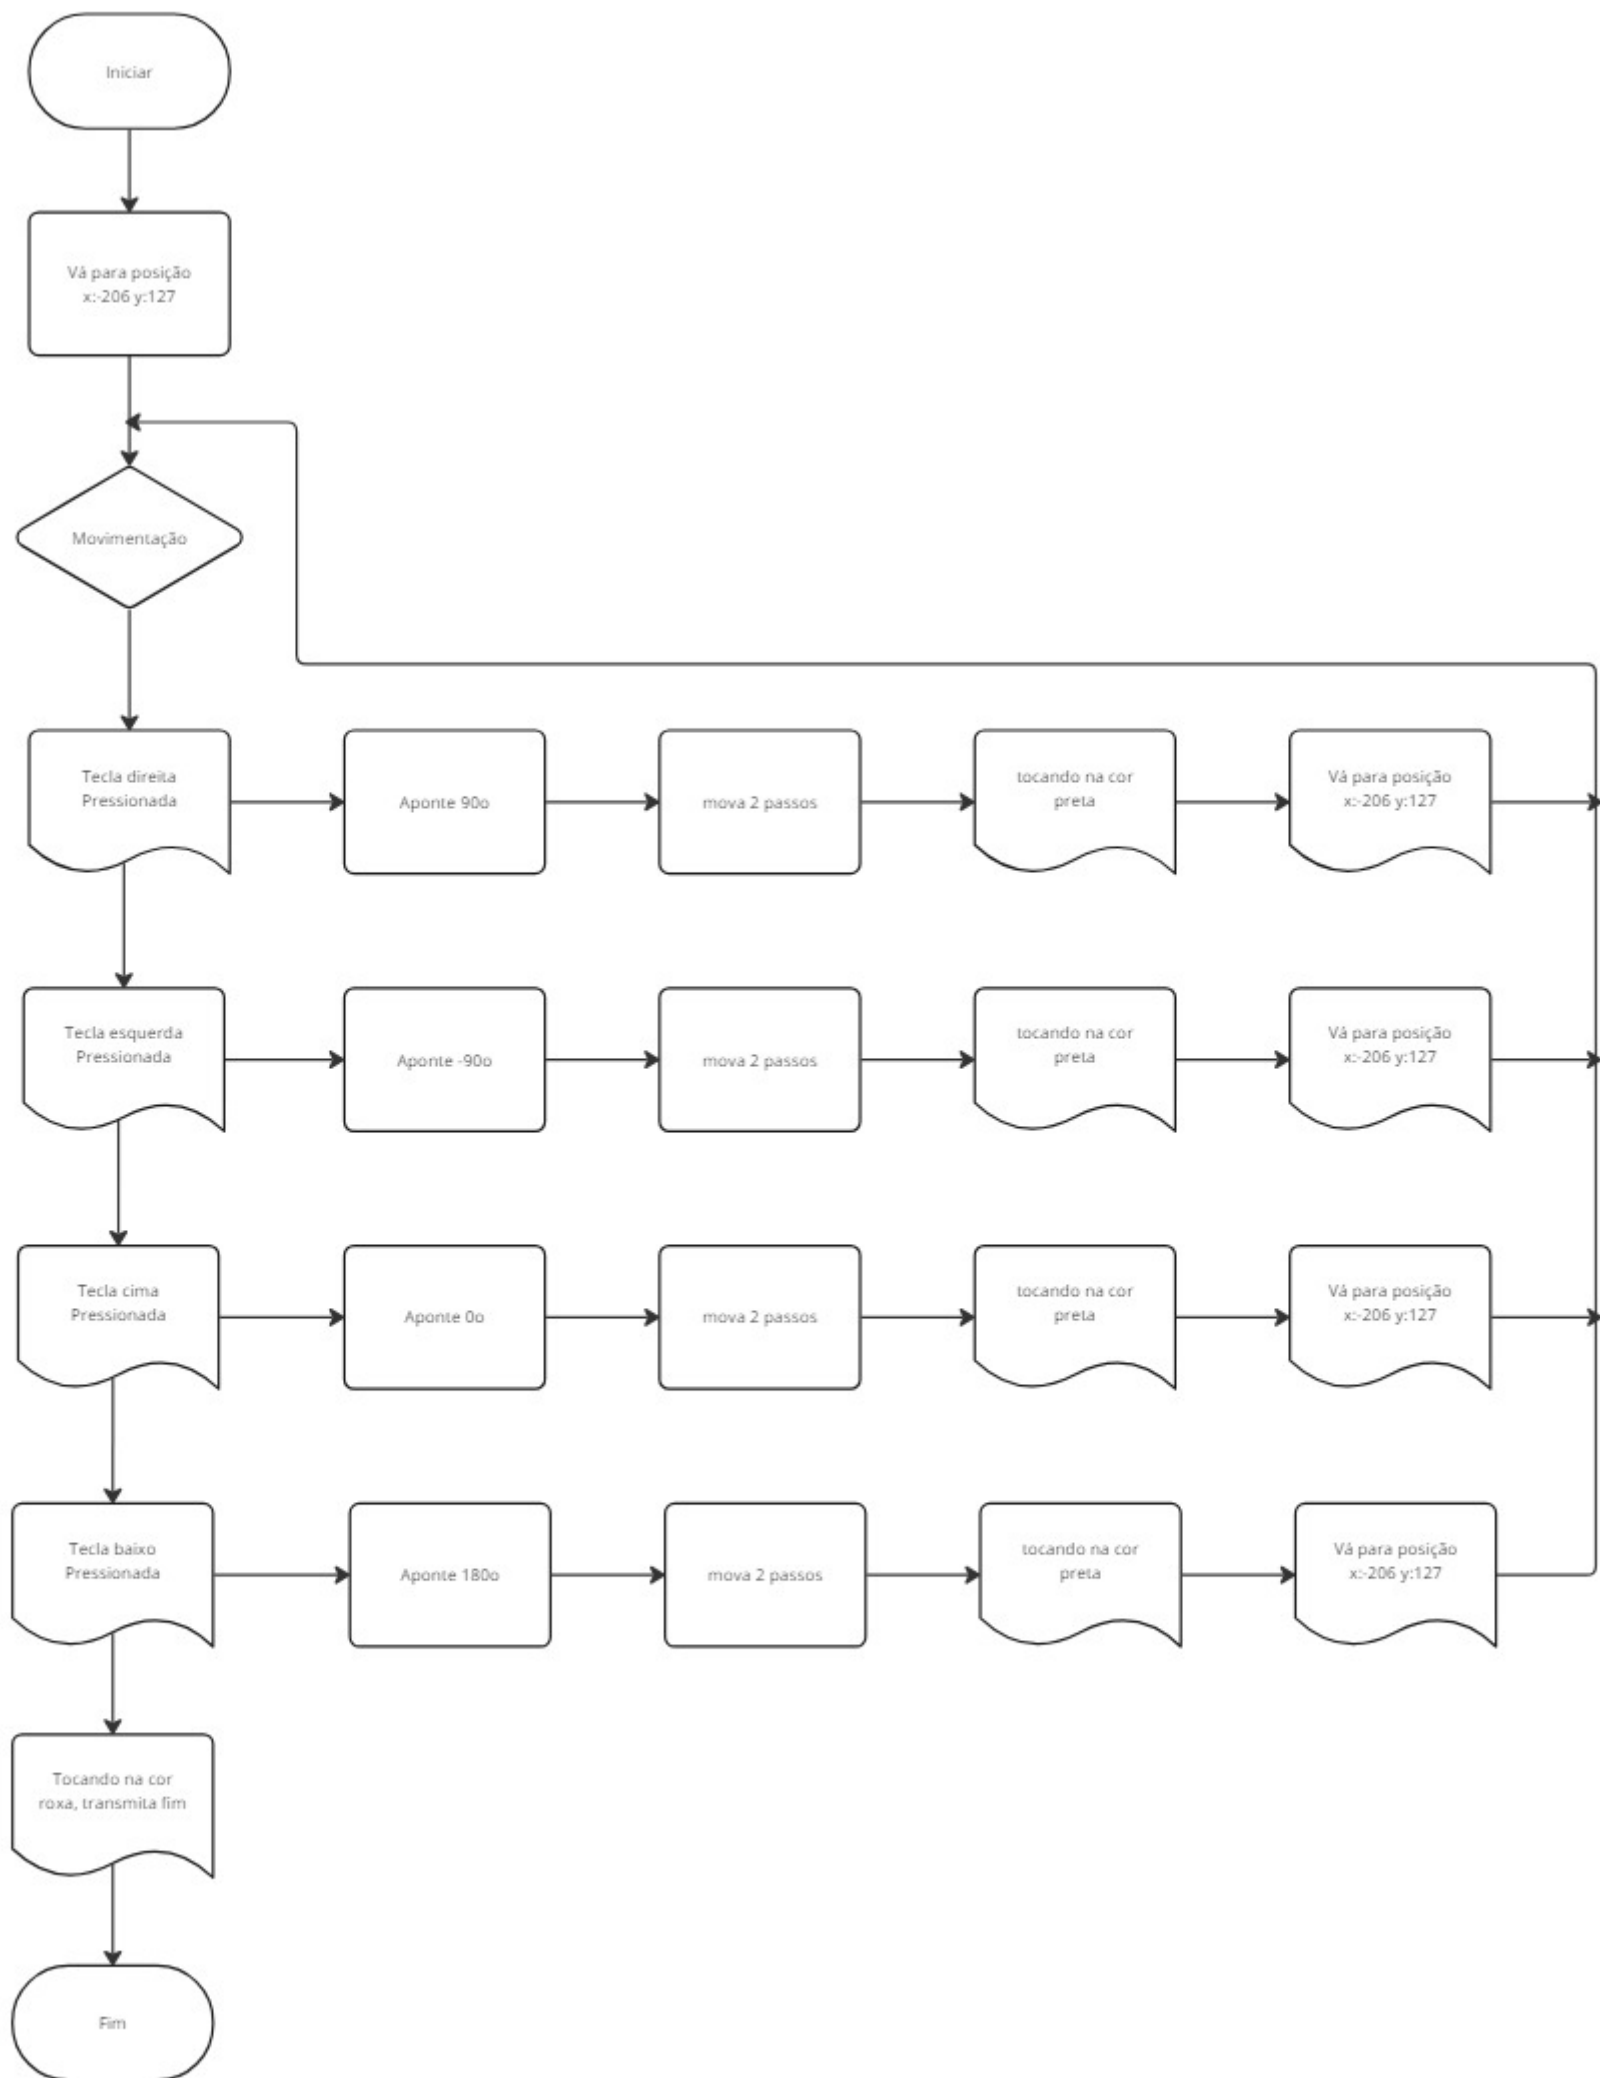 Iniciar
Vá para posição
x:-206 y:127
Movimentação
Tecla direita
Pressionada
Aponte 90o
mova 2 passos
tocando na cor
preta
Vá para posição
x:-206 y:127
Tecla esquerda
Pressionada
Aponte -90o
mova 2 passos
tocando na cor
preta
Vá para posição
x:-206 y:127
Tecla cima
Pressionada
Aponte 0o
mova 2 passos
tocando na cor
preta
Vá para posição
x:-206 y:127
Tecla baixo
Pressionada
Aponte 180o
mova 2 passos
tocando na cor
preta
Vá para posição
x:-206 y:127
Tocando na cor
roxa, transmita fim
Fim